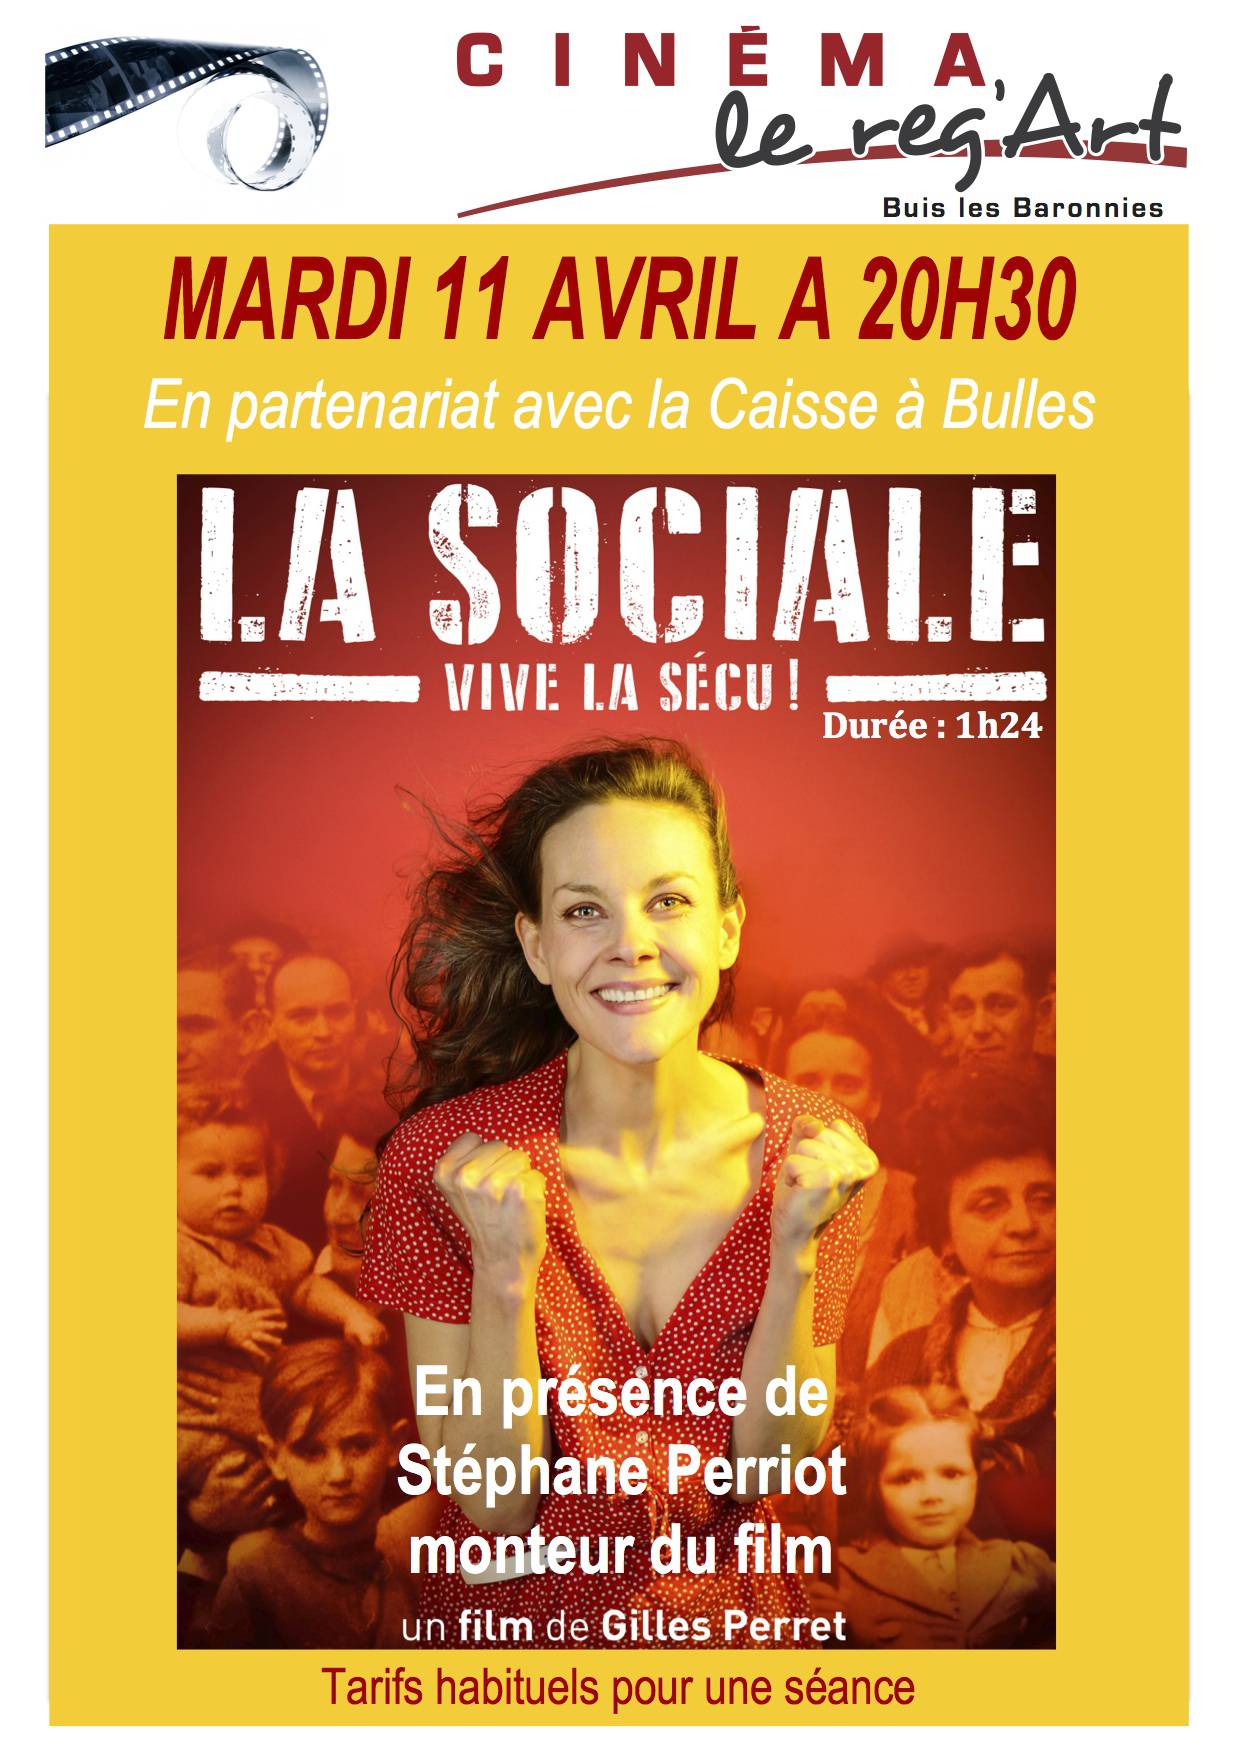 CINÉMA
le reg'Art
Buis les Baronnies
MARDI 11 AVRIL A 20H30
En partenariat avec la Caisse à Bulles
LA SOCIALE
VIVE LA SÉCU !
Durée : 1h24
En présence de
Stéphane Perriot
monteur du film
un film de Gilles Perret
Tarifs habituels pour une séance